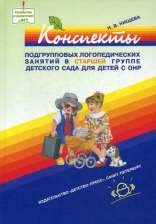 Н. В. НИЩЕВА
Конспекты
ПОДГРУППОВЫХ ЛОГОПЕДИЧЕСКИХ
ЗАНЯТИЙ В СТАРШЕЙ ГРУППЕ
ДЕТСКОГО САДА ДЛЯ ДЕТЕЙ С ОНР
ИЗДАТЕЛЬСТВО «ДЕТСТВО-ПРЕСС», САНКТ-ПЕТЕРБУРГ